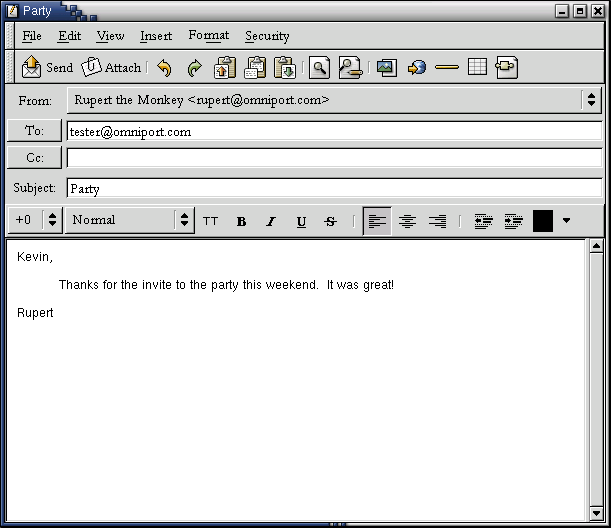 Party
File Edit View Insert Format Security
Send Attach
From: Rupert the Monkey <rupert@omniport.com>
To: tester@omniport.com
Cc:
Subject: Party
+0 Normal TT B I U S
Kevin,
Thanks for the invite to the party this weekend. It was great!
Rupert